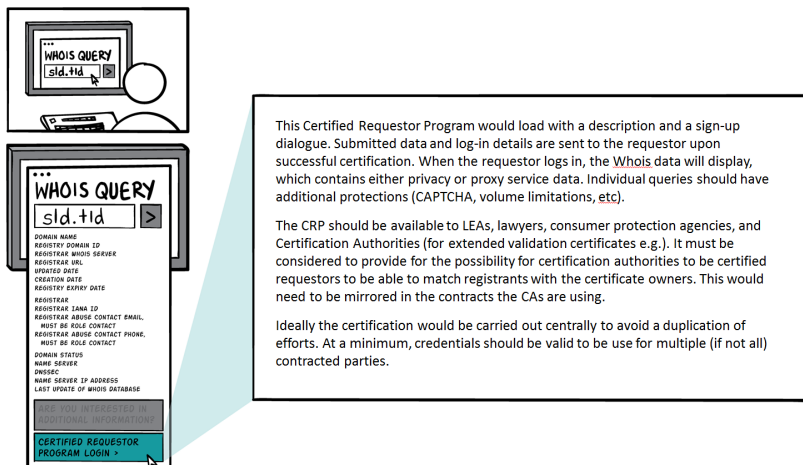 WHOIS QUERY
sld.tld
>
WHOIS QUERY
sld.tld
>
DOMAIN NAME
REGISTRY DOMAIN ID
REGISTRAR WHOIS SERVER
REGISTRAR URL
UPDATED DATE
CREATION DATE
REGISTRY EXPIRY DATE
REGISTRAR
REGISTRAR IANA ID
REGISTRAR ABUSE CONTACT EMAIL,
MUST BE ROLE CONTACT
REGISTRAR ABUSE CONTACT PHONE,
MUST BE ROLE CONTACT
DOMAIN STATUS
NAME SERVER
DNSSEC
NAME SERVER IP ADDRESS
LAST UPDATE OF WHOIS DATABASE
ARE YOU INTERESTED IN
ADDITIONAL INFORMATION?
CERTIFIED REQUESTOR
PROGRAM LOGIN >
This Certified Requestor Program would load with a description and a sign-up
dialogue. Submitted data and log-in details are sent to the requestor upon
successful certification. When the requestor logs in, the Whois data will display,
which contains either privacy or proxy service data. Individual queries should have
additional protections (CAPTCHA, volume limitations, etc).
The CRP should be available to LEAs, lawyers, consumer protection agencies, and
Certification Authorities (for extended validation certificates e.g.). It must be
considered to provide for the possibility for certification authorities to be certified
requestors to be able to match registrants with the certificate owners. This would
need to be mirrored in the contracts the CAs are using.
Ideally the certification would be carried out centrally to avoid a duplication of
efforts. At a minimum, credentials should be valid to be use for multiple (if not all)
contracted parties.